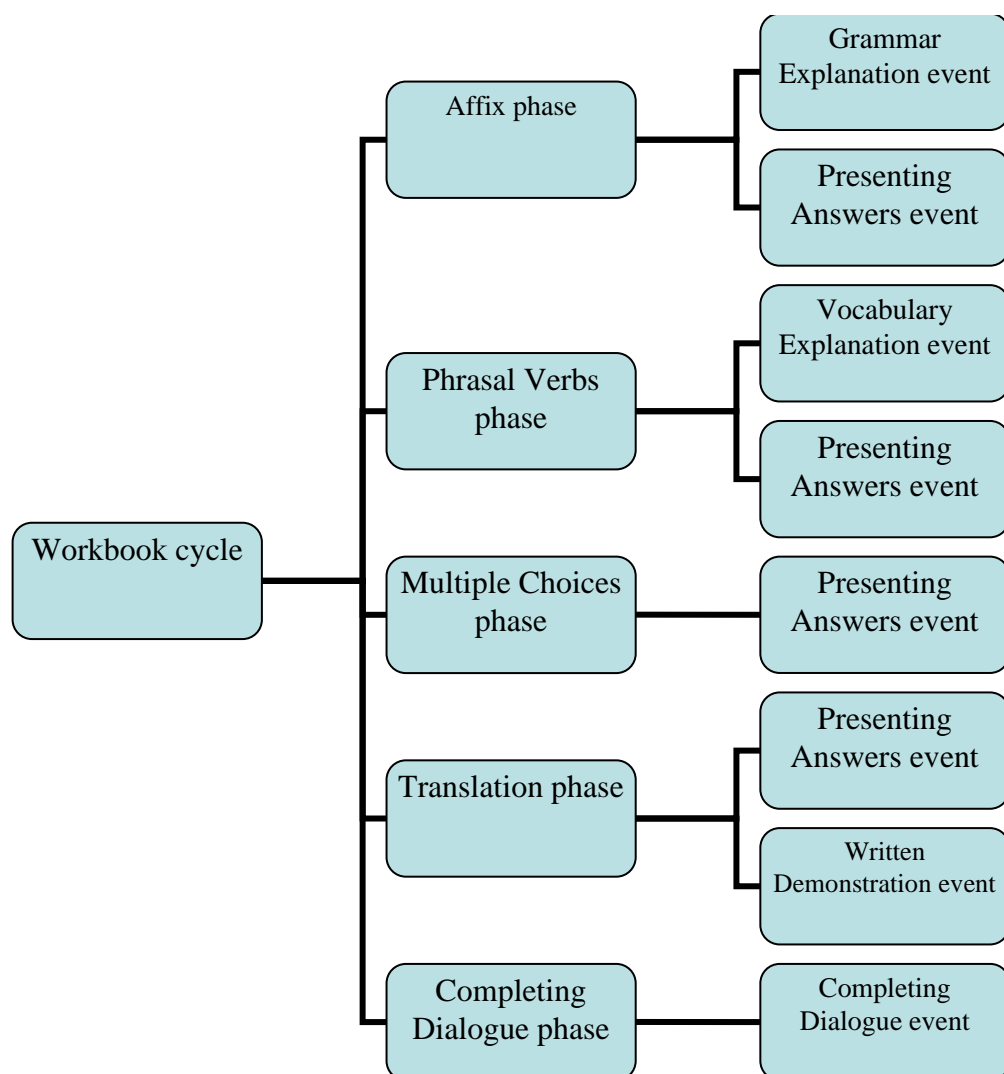 Workbook cycle
Affix phase
Grammar
Explanation event
Presenting
Answers event
Phrasal Verbs
phase
Vocabulary
Explanation event
Presenting
Answers event
Multiple Choices
phase
Presenting
Answers event
Translation phase
Presenting
Answers event
Written
Demonstration event
Completing
Dialogue phase
Completing
Dialogue event